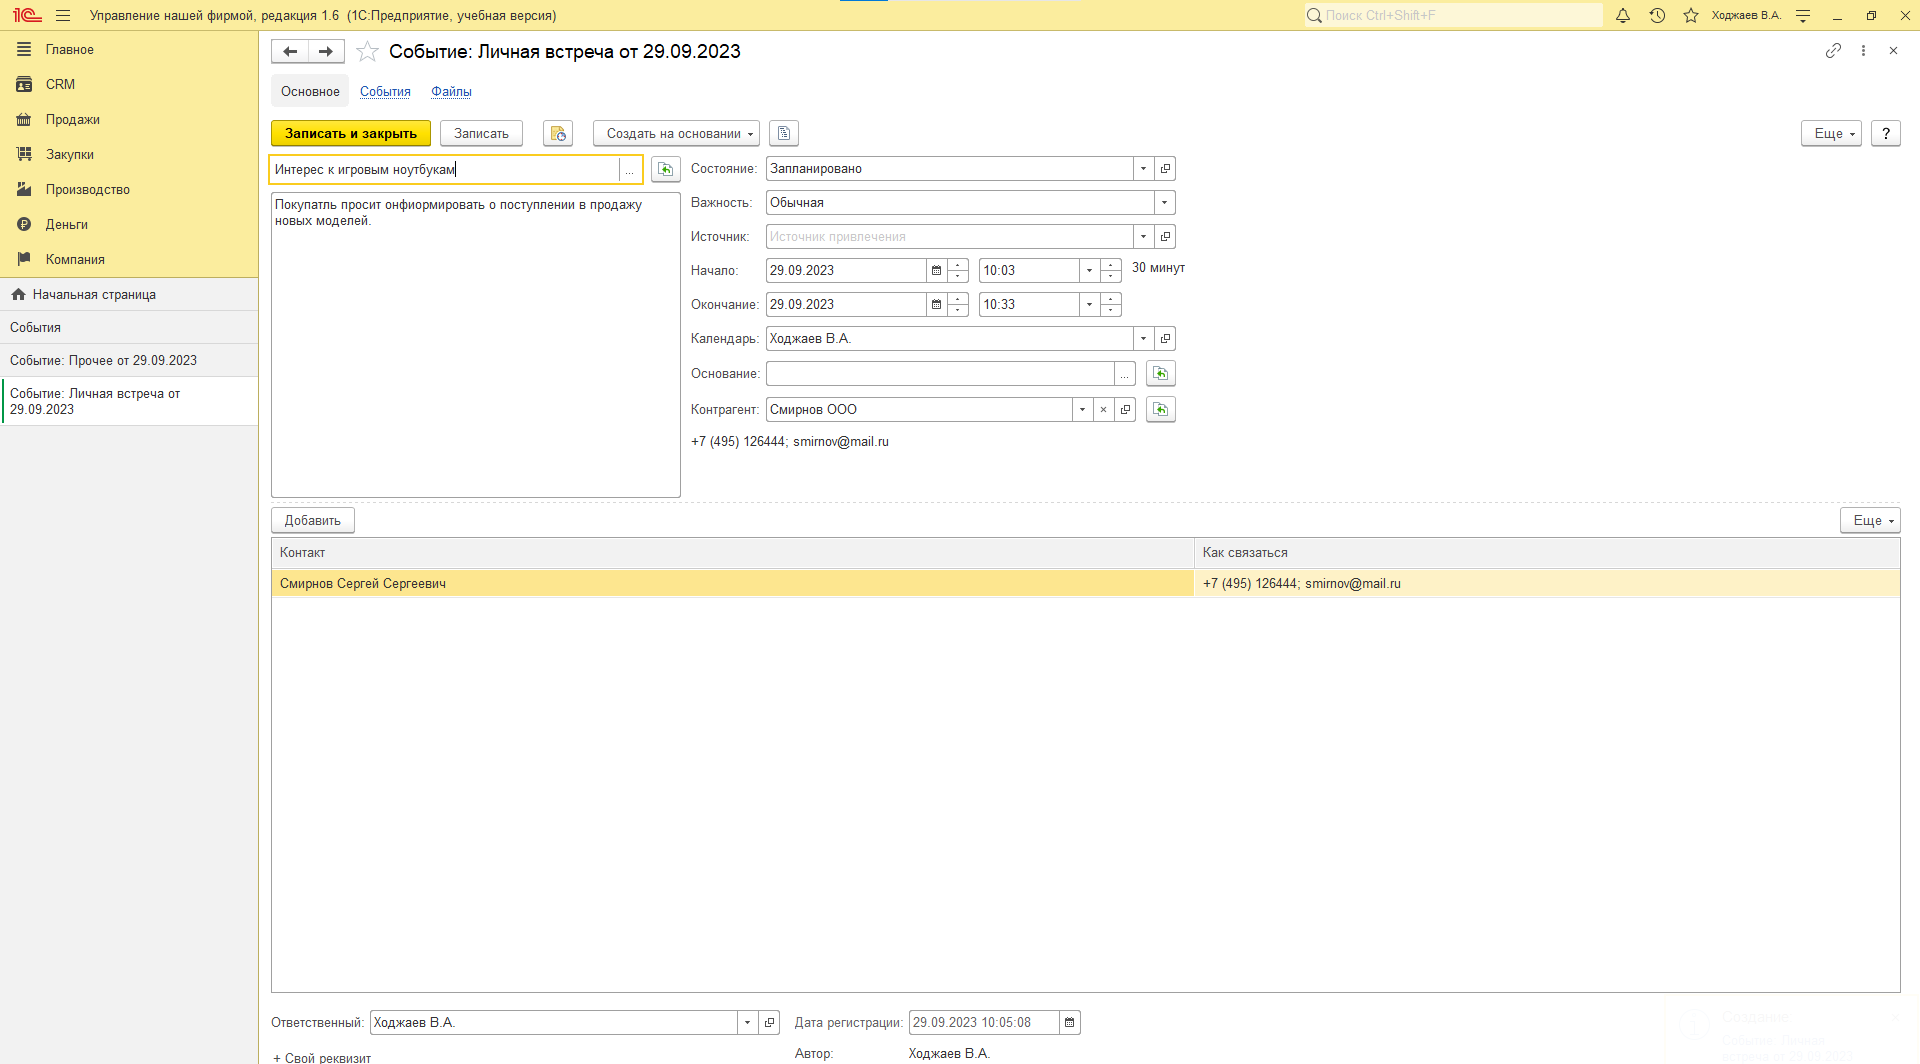 Управление нашей фирмой, редакция 1.6 (1С:Предприятие, учебная версия)
Поиск Ctrl+Shift+F
Ходжаев В.А.
Главное
CRM
Продажи
Закупки
Производство
Деньги
Компания
Начальная страница
События
Событие: Прочее от 29.09.2023
Событие: Личная встреча от
29.09.2023
Событие: Личная встреча от 29.09.2023
Основное События Файлы
Записать и закрыть Записать Создать на основании Еще ?
Интерес к игровым ноутбукам ...
Покупатль просит онфиормировать о поступлении в продажу
новых моделей.
Состояние: Запланировано
Важность: Обычная
Источник: Источник привлечения
Начало: 29.09.2023 10:03 30 минут
Окончание: 29.09.2023 10:33
Календарь: Ходжаев В.А.
Основание: ...
Контрагент: Смирнов ООО
+7 (495) 126444; smirnov@mail.ru
Добавить Еще
Контакт Как связаться
Смирнов Сергей Сергеевич +7 (495) 126444; smirnov@mail.ru
Ответственный: Ходжаев В.А. Дата регистрации: 29.09.2023 10:05:08
+ Свой реквизит Автор: Ходжаев В.А.